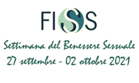 FISS
Settimana del Benessere Sessuale
27 settembre - 02 ottobre 2021